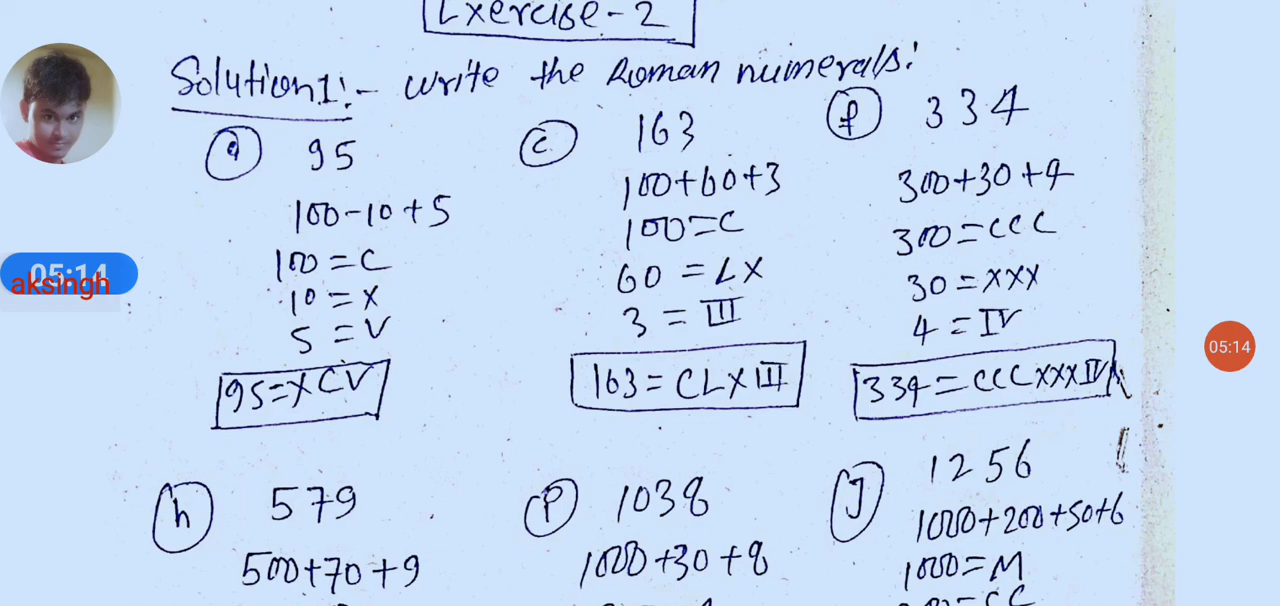 Exercise-2
Solution1:- write the Roman numerals:
a 95
100-10+5
100=C
10=X
5=V
95=XCV
c 163
100+60+3
100=C
60=LX
3=III
163=CLXIII
f 334
300+30+4
300=CCC
30=XXX
4=IV
334=CCCXXXIV
h 579
500+70+9
P 1038
1000+30+8
J 1256
1000+200+50+6
1000=M
=CC
05:14
aksingh
05:14